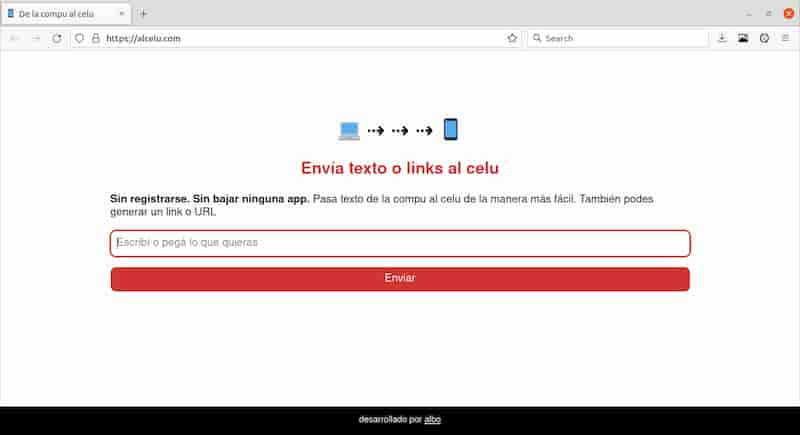 De la compu al celu
https://alcelu.com
Search
Envía texto o links al celu
Sin registrarse. Sin bajar ninguna app. Pasa texto de la compu al celu de la manera más fácil. También podes
generar un link o URL
Escribí o pegá lo que quieras
Enviar
desarrollado por albo